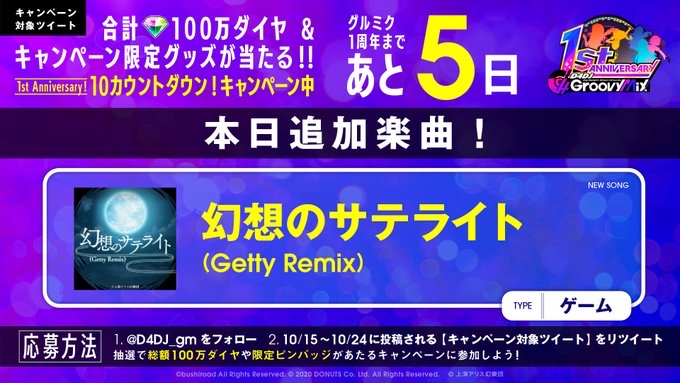 キャンペーン
対象ツイート
合計💎100万ダイヤ &
キャンペーン限定グッズが当たる!!
1st Anniversary! 10カウントダウン!キャンペーン中
グルミク
1周年まで
あと5日
1st
ANNIVERSARY
D4DJ
GroovyMix
本日追加楽曲!
NEW SONG
幻想のサテライト
(Getty Remix)
©上海アリス幻樂団
幻想のサテライト
(Getty Remix)
TYPE ゲーム
応募方法
1. @D4DJ_gm をフォロー 2. 10/15~10/24に投稿される【キャンペーン対象ツイート】をリツイート
抽選で総額100万ダイヤや限定ピンバッジがあたるキャンペーンに参加しよう!
©bushiroad All Rights Reserved. © 2020 DONUTS Co. Ltd. All Rights Reserved. © 上海アリス幻樂団